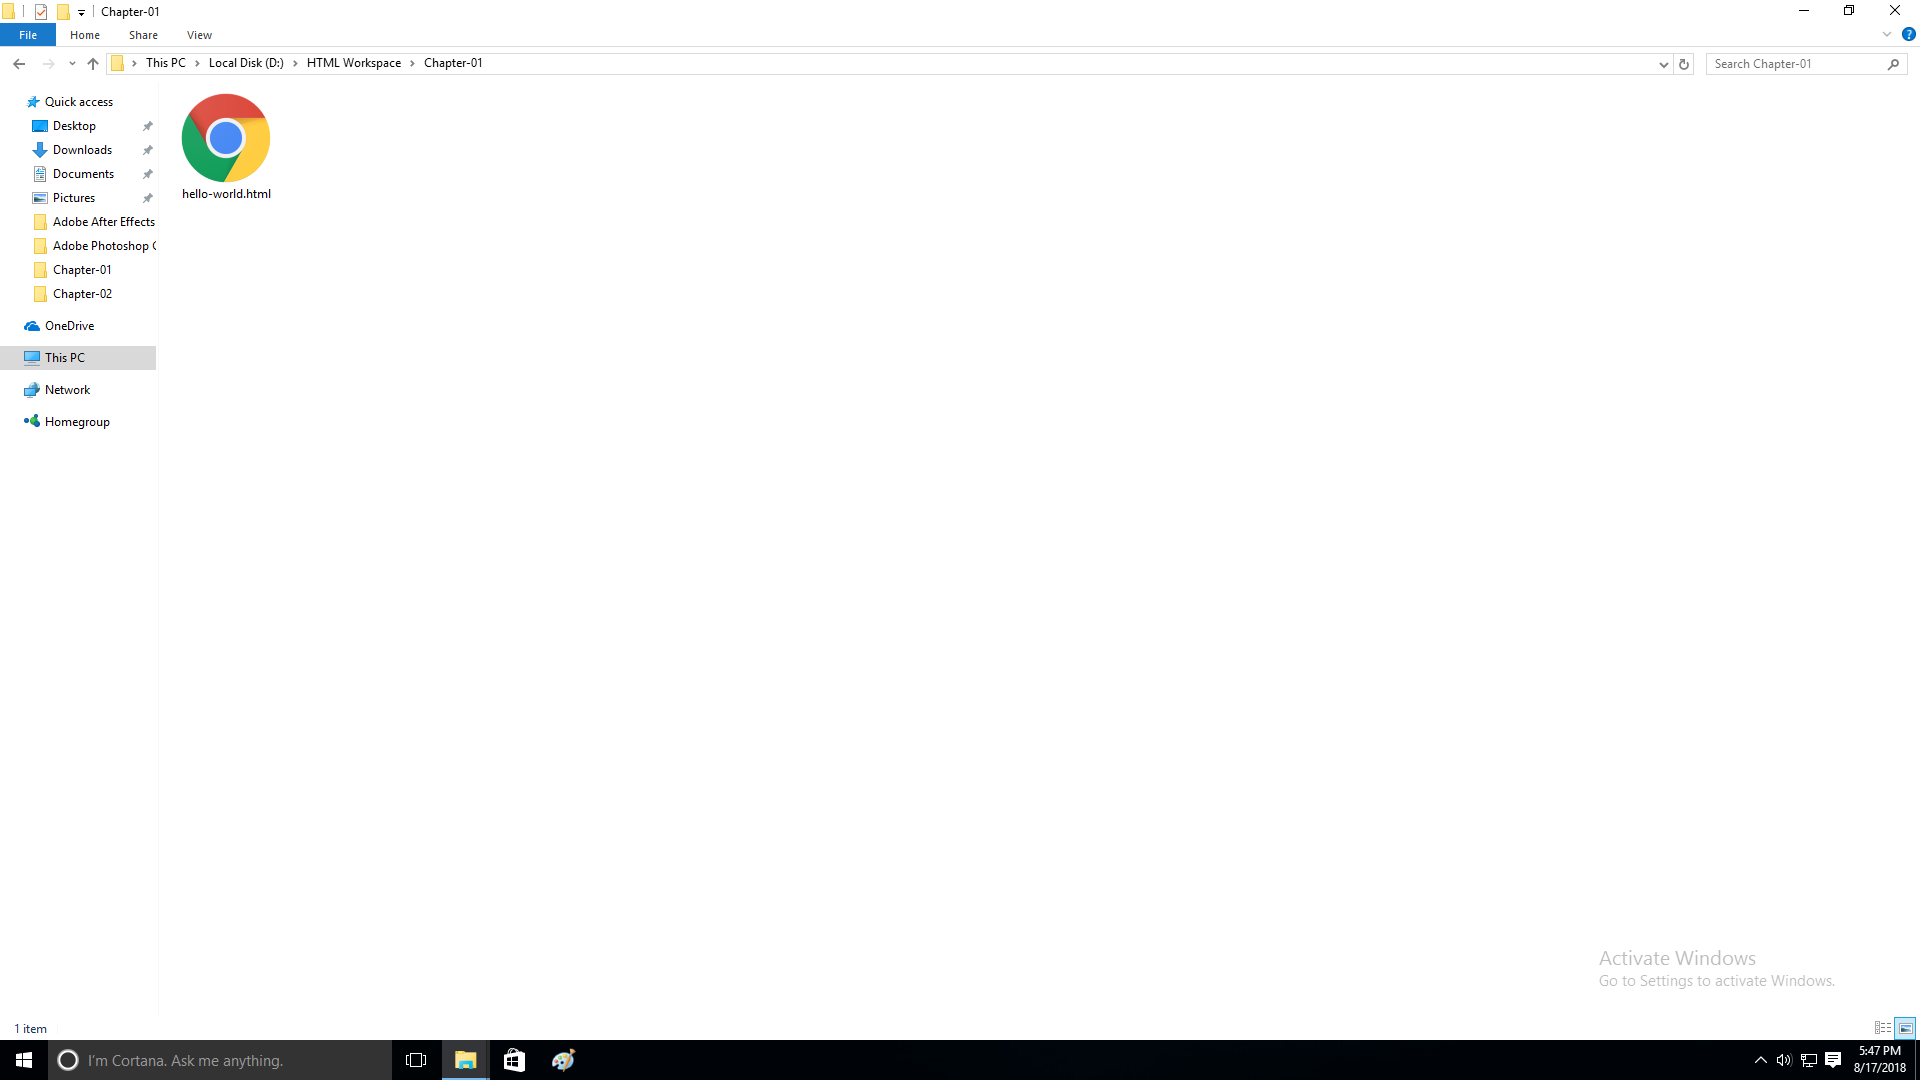 Chapter-01
File Home Share View
This PC Local Disk (D:) HTML Workspace Chapter-01
Search Chapter-01
Quick access
Desktop
Downloads
Documents
Pictures
Adobe After Effects
Adobe Photoshop C
Chapter-01
Chapter-02
OneDrive
This PC
Network
Homegroup
hello-world.html
Activate Windows
Go to Settings to activate Windows.
1 item
I'm Cortana. Ask me anything.
5:47 PM
8/17/2018